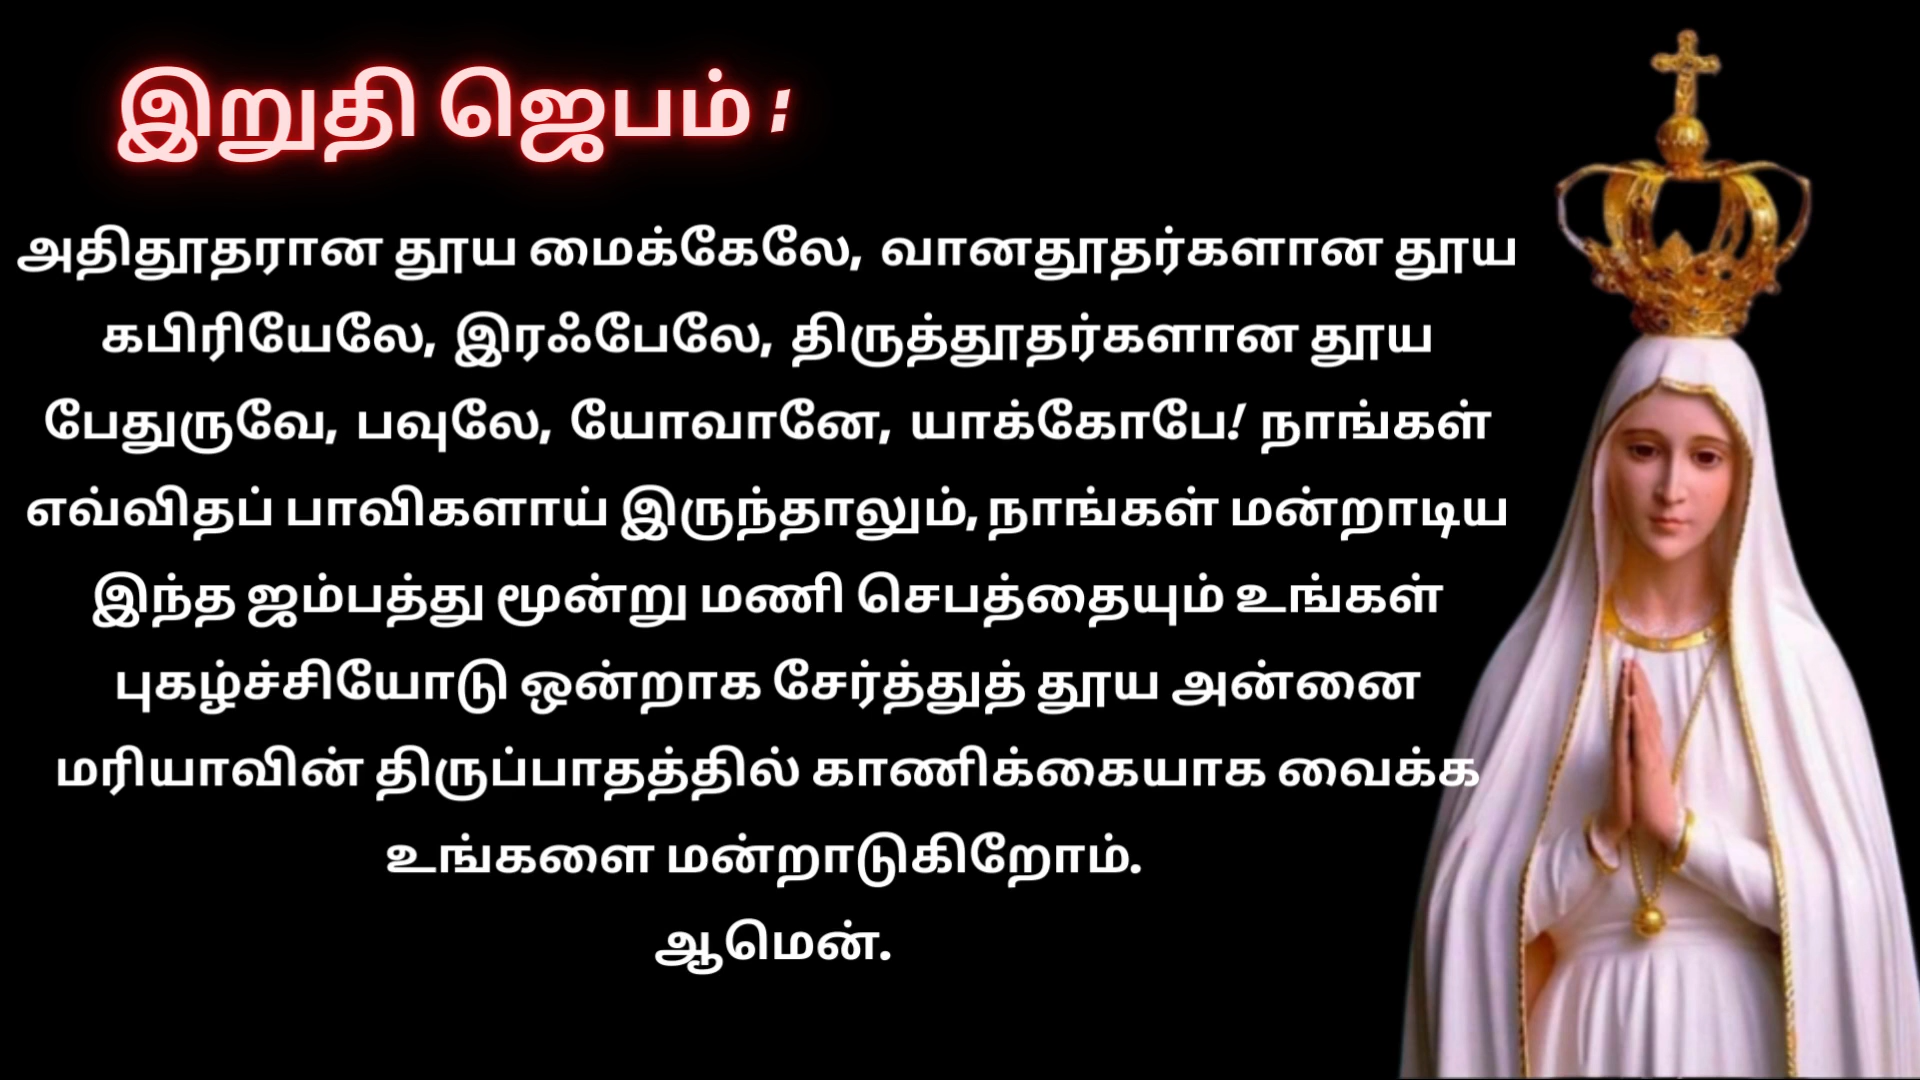 இறுதி ஜெபம் :
அதிதூதரான தூய மைக்கேலே, வானதூதர்களான தூய
கபிரியேலே, இரஃபேலே, திருத்தூதர்களான தூய
பேதுருவே, பவுலே, யோவானே, யாக்கோபே! நாங்கள்
எவ்விதப் பாவிகளாய் இருந்தாலும், நாங்கள் மன்றாடிய
இந்த ஜம்பத்து மூன்று மணி செபத்தையும் உங்கள்
புகழ்ச்சியோடு ஒன்றாக சேர்த்துத் தூய அன்னை
மரியாவின் திருப்பாதத்தில் காணிக்கையாக வைக்க
உங்களை மன்றாடுகிறோம்.
ஆமென்.